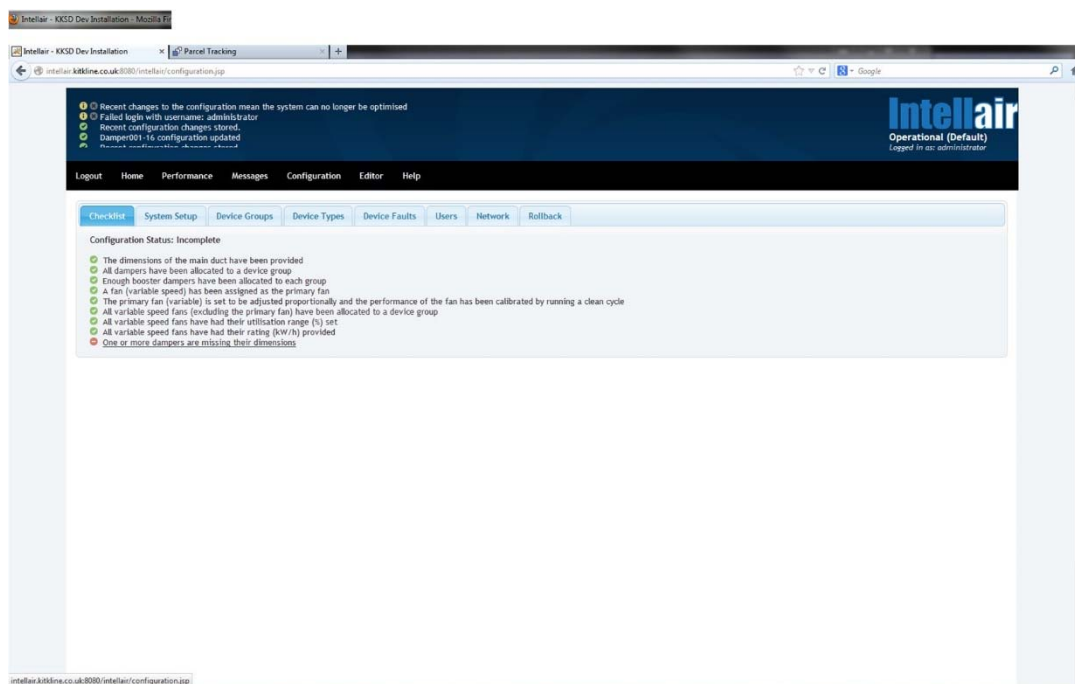 Intellair - KKSD Dev Installation - Mozilla Fir
Intellair - KKSD Dev Installation × Parcel Tracking × +
intellair.kitkline.co.uk:8080/intellair/configuration.jsp Google
Recent changes to the configuration mean the system can no longer be optimised
Failed login with username: administrator
Recent configuration changes stored.
Damper001-16 configuration updated
Recent configuration changes stored.
Intellair
Operational (Default)
Logged in as: administrator
Logout Home Performance Messages Configuration Editor Help
Checklist System Setup Device Groups Device Types Device Faults Users Network Rollback
Configuration Status: Incomplete
The dimensions of the main duct have been provided
All dampers have been allocated to a device group
Enough booster dampers have been allocated to each group
A fan (variable speed) has been assigned as the primary fan
The primary fan (variable) is set to be adjusted proportionally and the performance of the fan has been calibrated by running a clean cycle
All variable speed fans (excluding the primary fan) have been allocated to a device group
All variable speed fans have had their utilisation range (%) set
All variable speed fans have had their rating (kW/h) provided
One or more dampers are missing their dimensions
intellair.kitkline.co.uk:8080/intellair/configuration.jsp